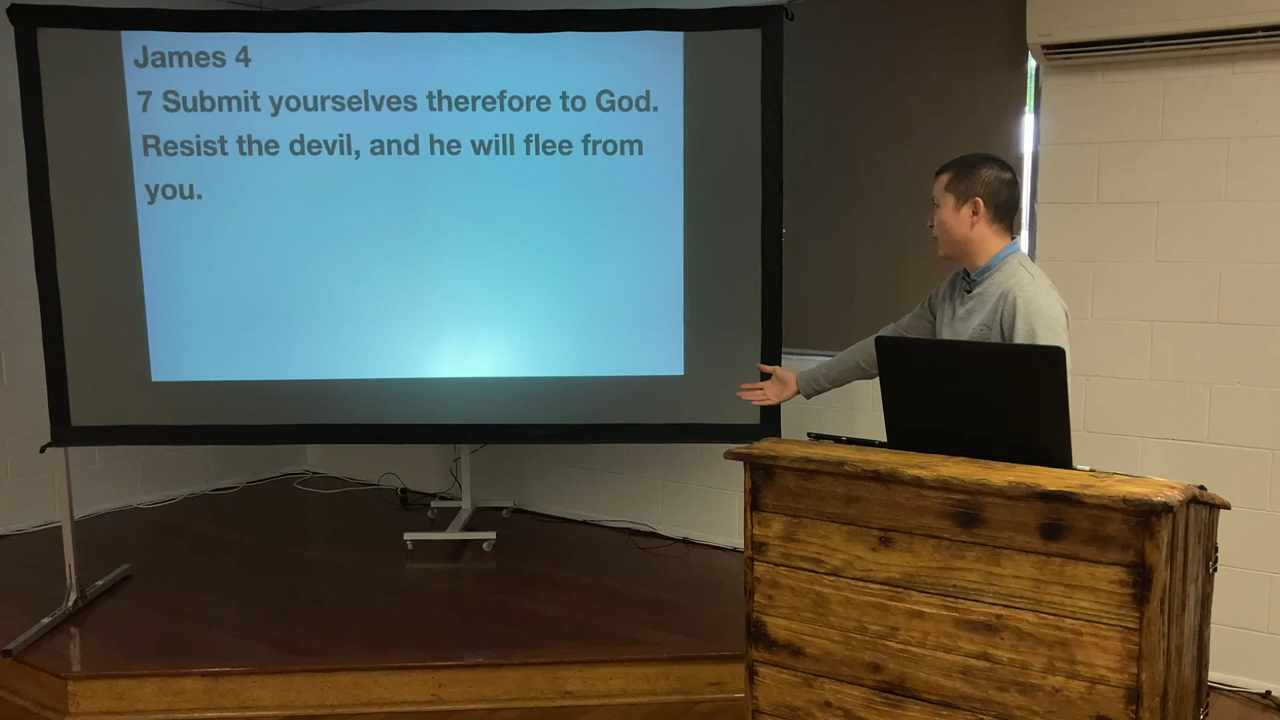 James 4
7 Submit yourselves therefore to God.
Resist the devil, and he will flee from
you.